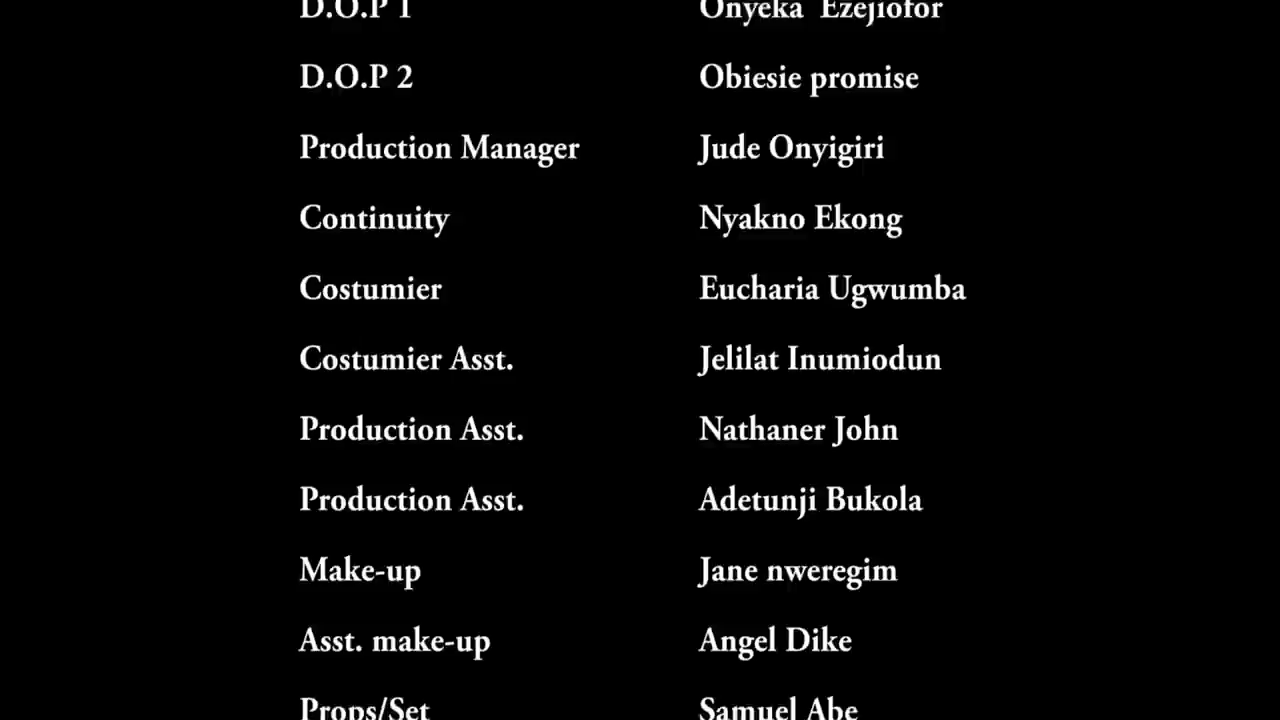 D.O.P 1 Onyeka Ezejiofor
D.O.P 2 Obiesie promise
Production Manager Jude Onyigiri
Continuity Nyakno Ekong
Costumier Eucharia Ugwumba
Costumier Asst. Jelilat Inumiodun
Production Asst. Nathaner John
Production Asst. Adetunji Bukola
Make-up Jane nweregim
Asst. make-up Angel Dike
Props/Set Samuel Abe